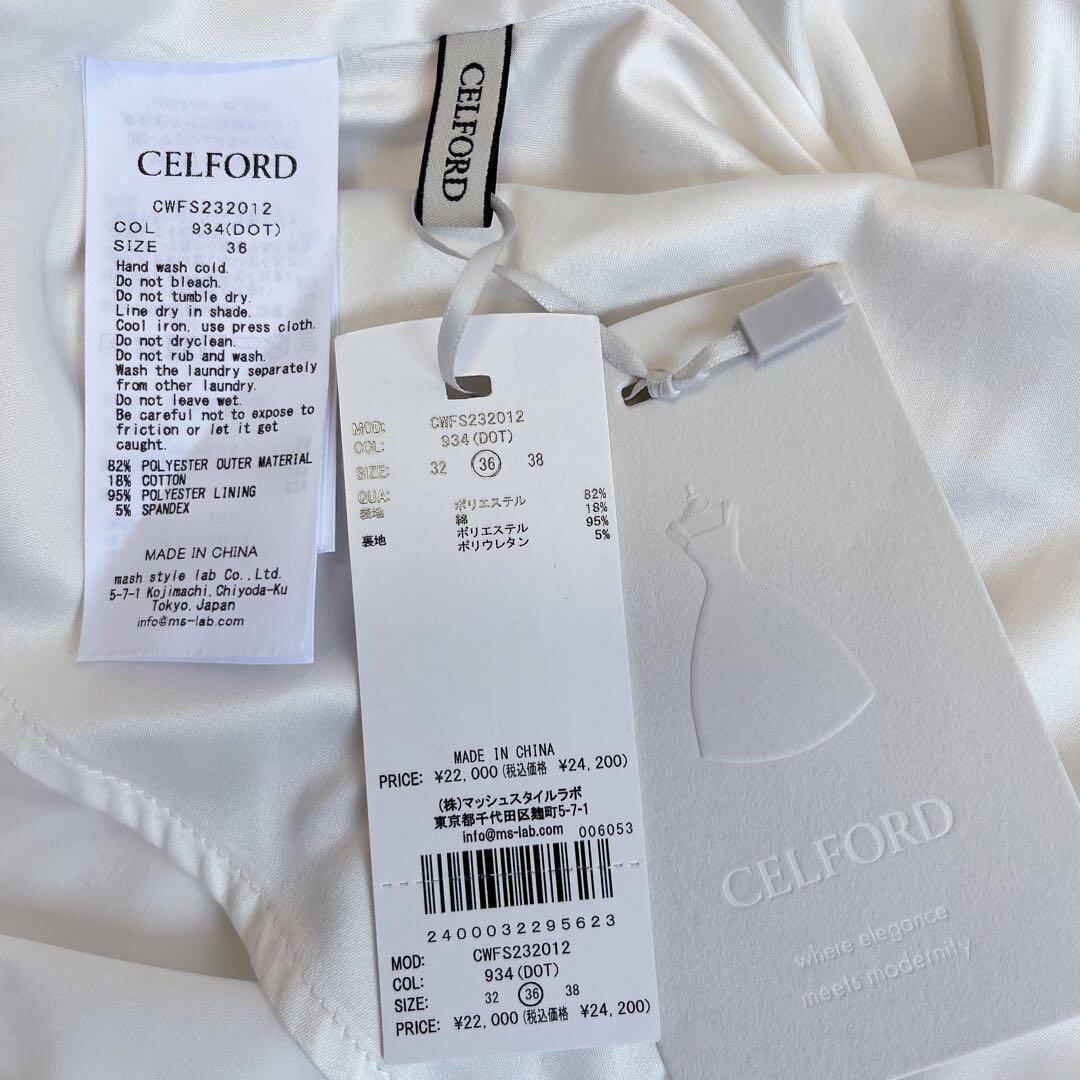 CELFORD
CWFS232012
COL 934(DOT)
SIZE 36
Hand wash cold.
Do not bleach.
Do not tumble dry.
Line dry in shade.
Cool iron, use press cloth.
Do not dryclean.
Do not rub and wash.
Wash the laundry separately
from other laundry.
Do not leave wet.
Be careful not to expose to
friction or let it get
caught.
82% POLYESTER OUTER MATERIAL
18% COTTON
95% POLYESTER LINING
5% SPANDEX
MADE IN CHINA
mash style lab Co.,Ltd.
5-7-1 Kojimachi,Chiyoda-Ku
Tokyo,Japan
info@ms-lab.com
CELFORD
MOD: CWFS232012
COL: 934(DOT)
SIZE: 32 36 38
QUA:
表地 ポリエステル 82%
綿 18%
裏地 ポリエステル 95%
ポリウレタン 5%
MADE IN CHINA
PRICE: ¥22,000(税込価格 ¥24,200)
(株)マッシュスタイルラボ
東京都千代田区麹町5-7-1
info@ms-lab.com 006053
2400032295623
MOD: CWFS232012
COL: 934(DOT)
SIZE: 32 36 38
PRICE: ¥22,000(税込価格 ¥24,200)
CELFORD
where elegance
meets modernity